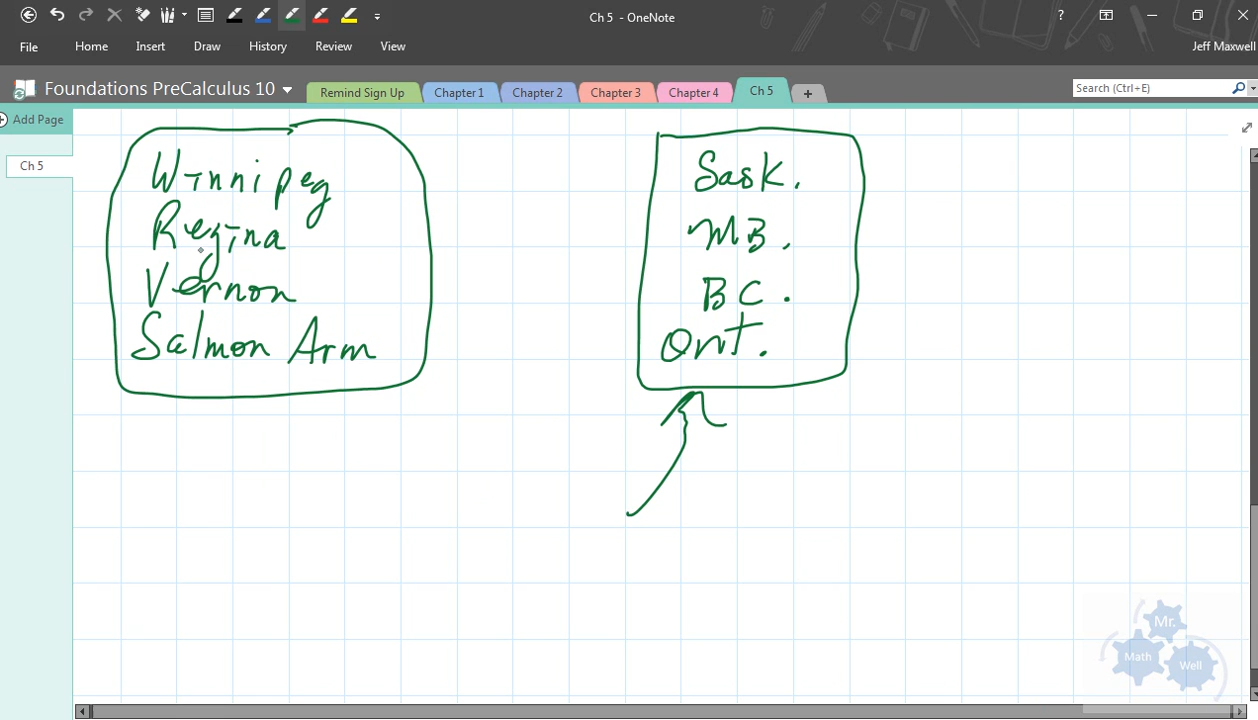 Ch 5 - OneNote
?
File
Home
Insert
Draw
History
Review
View
Jeff Maxwell
Foundations PreCalculus 10
Remind Sign Up
Chapter 1
Chapter 2
Chapter 3
Chapter 4
Ch 5
+
Search (Ctrl+E)
+ Add Page
Ch 5
Winnipeg
Regina
Vernon
Salmon Arm
Sask.
MB.
BC.
Ont.
Mr.
Math
Well